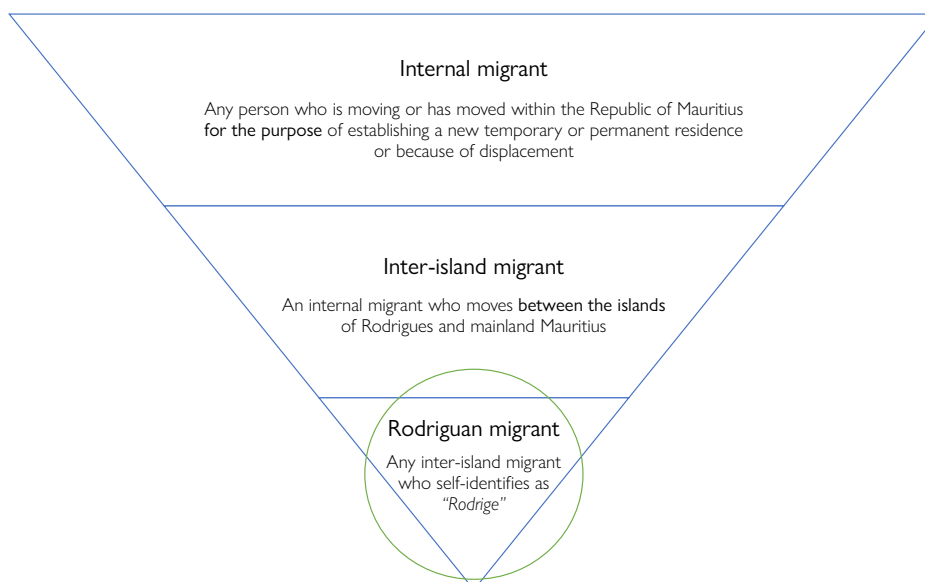 Internal migrant
Any person who is moving or has moved within the Republic of Mauritius
for the purpose of establishing a new temporary or permanent residence
or because of displacement
Inter-island migrant
An internal migrant who moves between the islands
of Rodrigues and mainland Mauritius
Rodriguan migrant
Any inter-island migrant
who self-identifies as
“Rodrige”